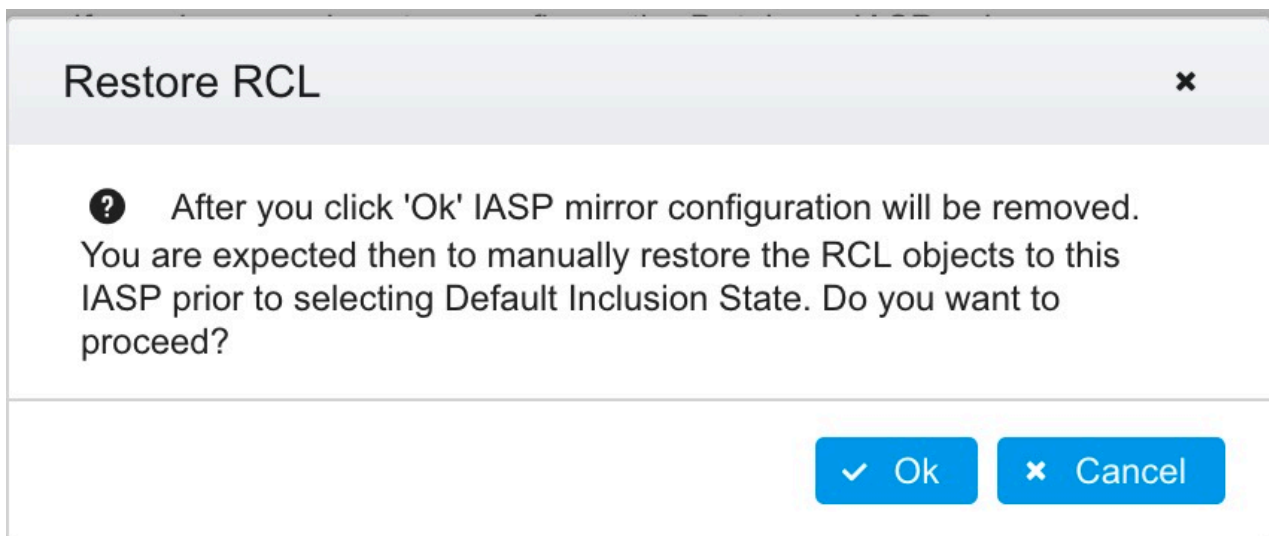 Restore RCL
After you click 'Ok' IASP mirror configuration will be removed.
You are expected then to manually restore the RCL objects to this
IASP prior to selecting Default Inclusion State. Do you want to
proceed?
Ok
Cancel